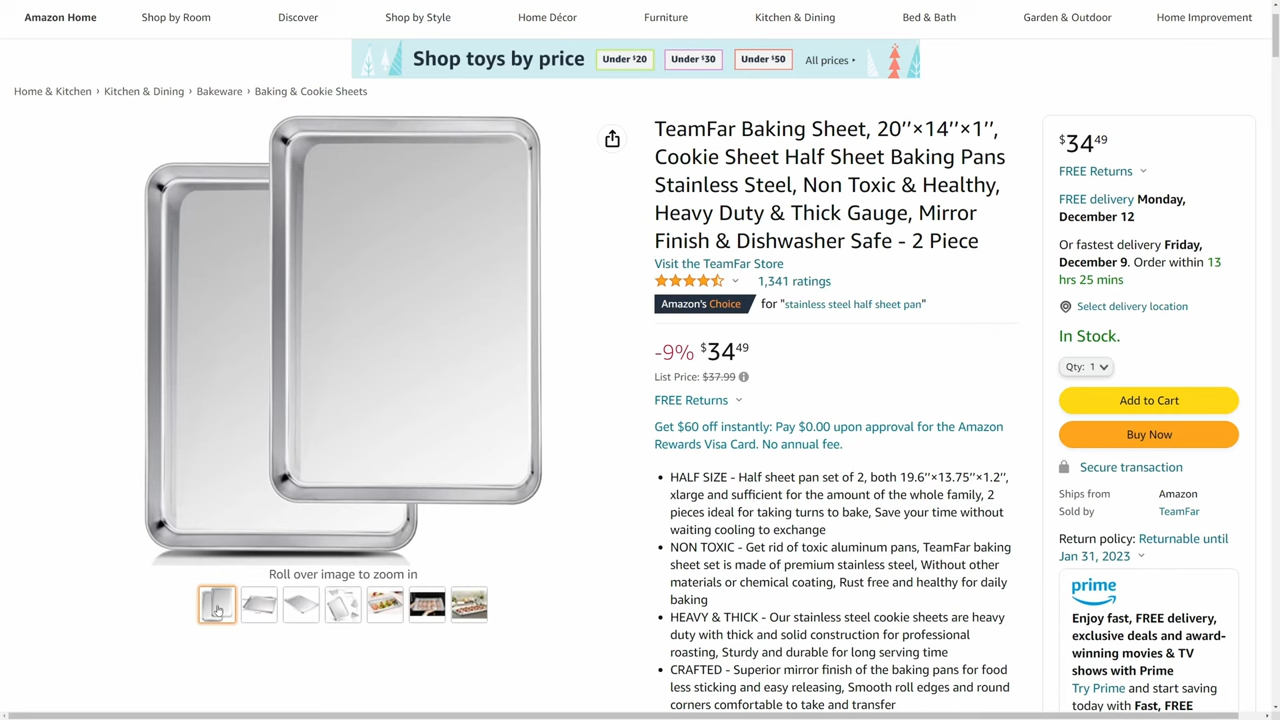 Amazon Home Shop by Room Discover Shop by Style Home Décor Furniture Kitchen & Dining Bed & Bath Garden & Outdoor Home Improvement
Shop toys by price Under $20 Under $30 Under $50 All prices ▸
Home & Kitchen › Kitchen & Dining › Bakeware › Baking & Cookie Sheets
Roll over image to zoom in
TeamFar Baking Sheet, 20’’×14’’×1’’,
Cookie Sheet Half Sheet Baking Pans
Stainless Steel, Non Toxic & Healthy,
Heavy Duty & Thick Gauge, Mirror
Finish & Dishwasher Safe - 2 Piece
Visit the TeamFar Store
1,341 ratings
Amazon's Choice for "stainless steel half sheet pan"
-9% $34 49
List Price: $37.99
FREE Returns
Get $60 off instantly: Pay $0.00 upon approval for the Amazon
Rewards Visa Card. No annual fee.
• HALF SIZE - Half sheet pan set of 2, both 19.6’’×13.75’’×1.2’’,
xlarge and sufficient for the amount of the whole family, 2
pieces ideal for taking turns to bake, Save your time without
waiting cooling to exchange
• NON TOXIC - Get rid of toxic aluminum pans, TeamFar baking
sheet set is made of premium stainless steel, Without other
materials or chemical coating, Rust free and healthy for daily
baking
• HEAVY & THICK - Our stainless steel cookie sheets are heavy
duty with thick and solid construction for professional
roasting, Sturdy and durable for long serving time
• CRAFTED - Superior mirror finish of the baking pans for food
less sticking and easy releasing, Smooth roll edges and round
corners comfortable to take and transfer
$34 49
FREE Returns
FREE delivery Monday,
December 12
Or fastest delivery Friday,
December 9. Order within 13
hrs 25 mins
Select delivery location
In Stock.
Qty: 1
Add to Cart
Buy Now
Secure transaction
Ships from Amazon
Sold by TeamFar
Return policy: Returnable until
Jan 31, 2023
prime
Enjoy fast, FREE delivery,
exclusive deals and award-
winning movies & TV
shows with Prime
Try Prime and start saving
today with Fast, FREE